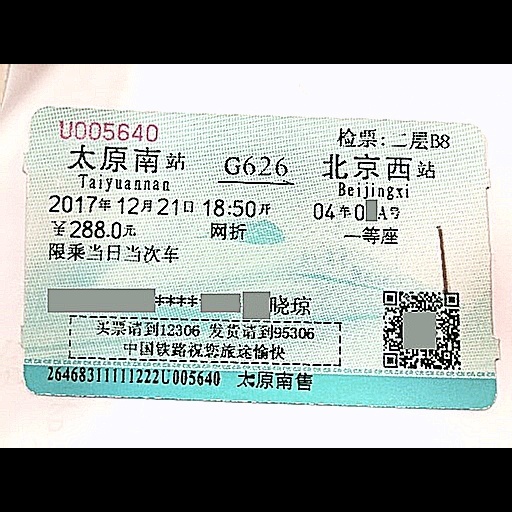 U005640
检票:二层B8
太原南站 G626 北京西站
Taiyuannan Beijingxi
2017年12月21日18:50开 04车0 A号
¥288.0元 网折 一等座
限乘当日当次车
**** 晓琼
买票请到12306 发货请到95306
中国铁路祝您旅途愉快
26468311111222U005640 太原南售